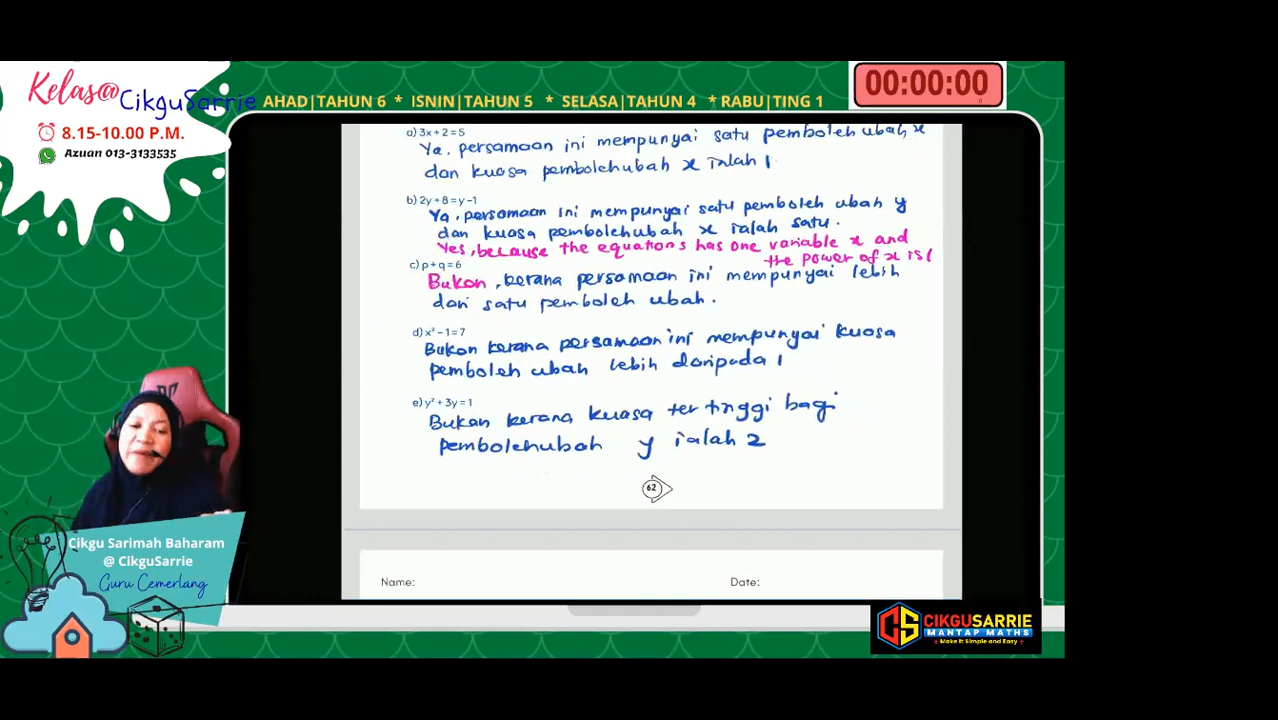 Kelas@
CikguSarrie
AHAD|TAHUN 6 * ISNIN|TAHUN 5 * SELASA|TAHUN 4 * RABU|TING 1
00:00:00
8.15-10.00 P.M.
Azuan 013-3133535
a) 3x + 2 = 5
Ya. persamaan ini mempunyai satu pemboleh ubah x
dan kuasa pembolehubah x ialah 1
b) 2y + 8 = y - 1
Ya. persamaan ini mempunyai satu pemboleh ubah y
dan kuasa pembolehubah x ialah satu.
Yes, because the equations has one variable x and
the power of x is 1
c) p + q = 6
Bukan, kerana persamaan ini mempunyai lebih
dari satu pemboleh ubah.
d) x² - 1 = 7
Bukan kerana persamaan ini mempunyai kuasa
pemboleh ubah lebih daripada 1
e) y² + 3y = 1
Bukan kerana kuasa tertinggi bagi
pembolehubah y ialah 2
62
Name: Date:
Cikgu Sarimah Baharam
@ CikguSarrie
Guru Cemerlang
CS CIKGUSARRIE
MANTAP MATHS
Make It Simple and Easy